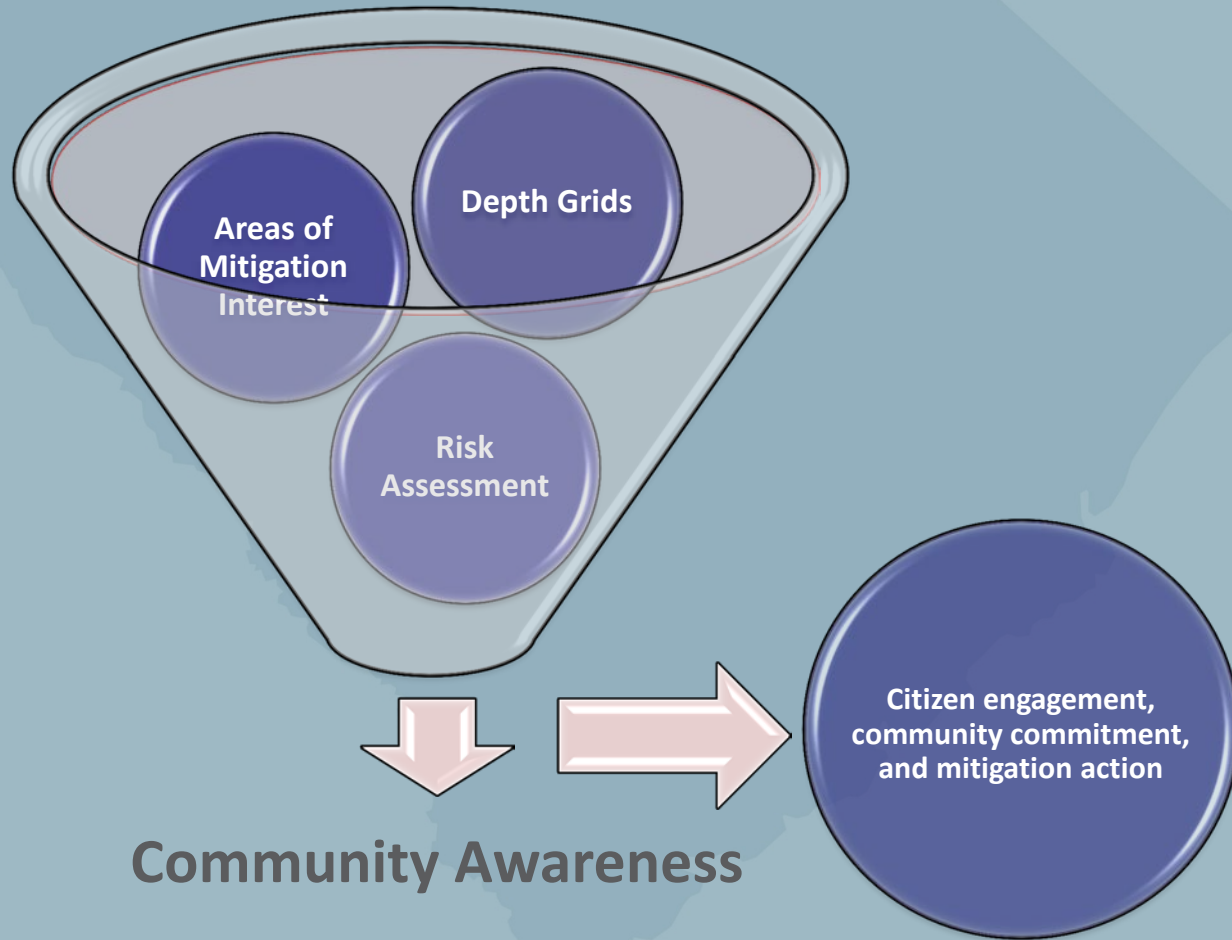 Depth Grids
Areas of
Mitigation
Interest
Risk
Assessment
Citizen engagement,
community commitment,
and mitigation action
Community Awareness